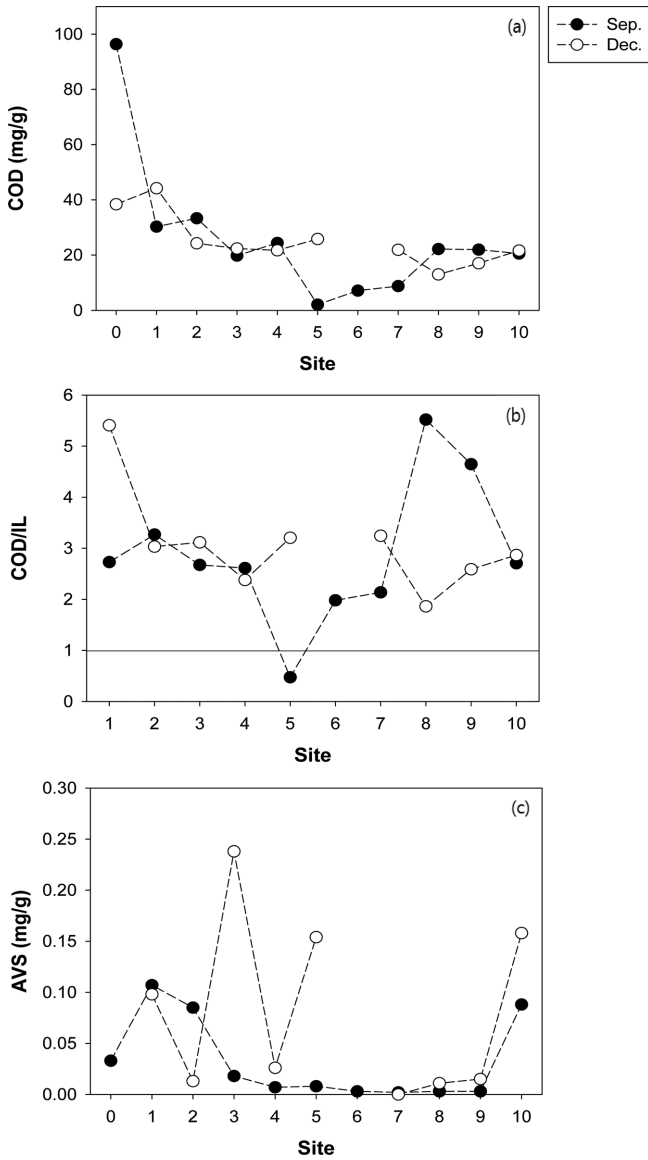 (a)
Sep.
Dec.
100
80
60
40
20
0
COD (mg/g)
0 1 2 3 4 5 6 7 8 9 10
Site
(b)
6
5
4
3
2
1
0
COD/IL
1 2 3 4 5 6 7 8 9 10
Site
(c)
0.30
0.25
0.20
0.15
0.10
0.05
0.00
AVS (mg/g)
0 1 2 3 4 5 6 7 8 9 10
Site